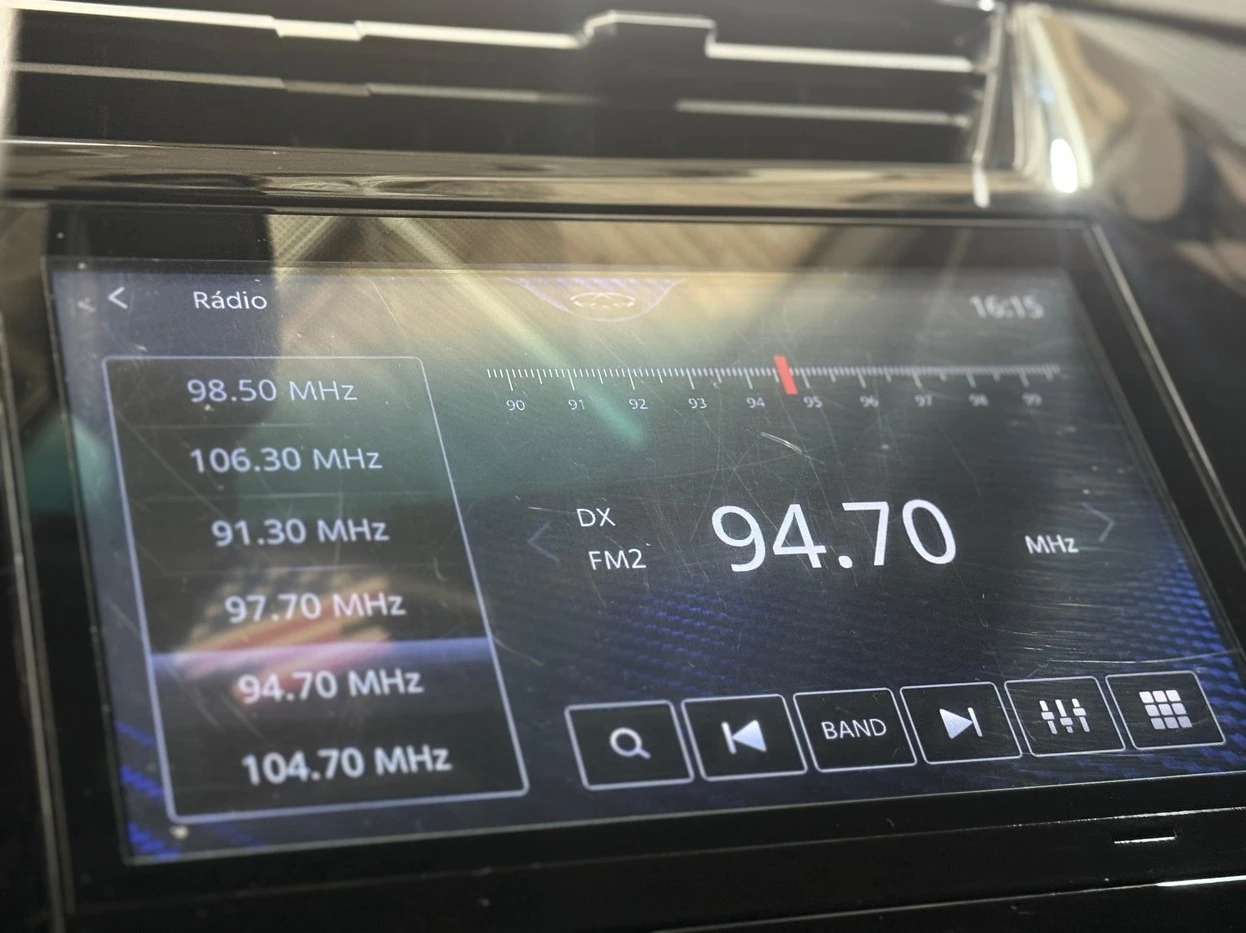 Rádio
16:15
98.50 MHz
106.30 MHz
91.30 MHz
97.70 MHz
94.70 MHz
104.70 MHz
90 91 92 93 94 95 96 97 98 99
DX
FM2
94.70
MHz
BAND